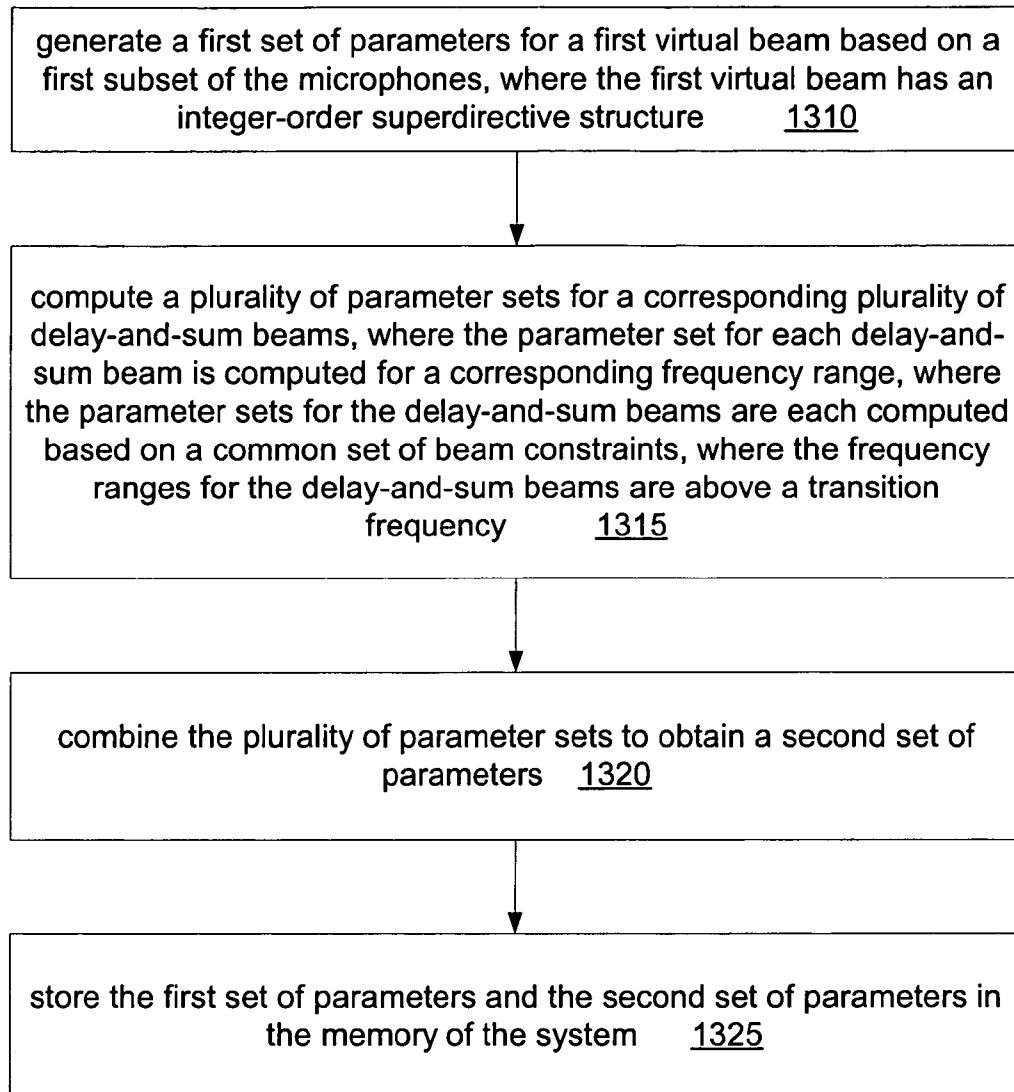 generate a first set of parameters for a first virtual beam based on a
first subset of the microphones, where the first virtual beam has an
integer-order superdirective structure 1310
compute a plurality of parameter sets for a corresponding plurality of
delay-and-sum beams, where the parameter set for each delay-and-
sum beam is computed for a corresponding frequency range, where
the parameter sets for the delay-and-sum beams are each computed
based on a common set of beam constraints, where the frequency
ranges for the delay-and-sum beams are above a transition
frequency 1315
combine the plurality of parameter sets to obtain a second set of
parameters 1320
store the first set of parameters and the second set of parameters in
the memory of the system 1325